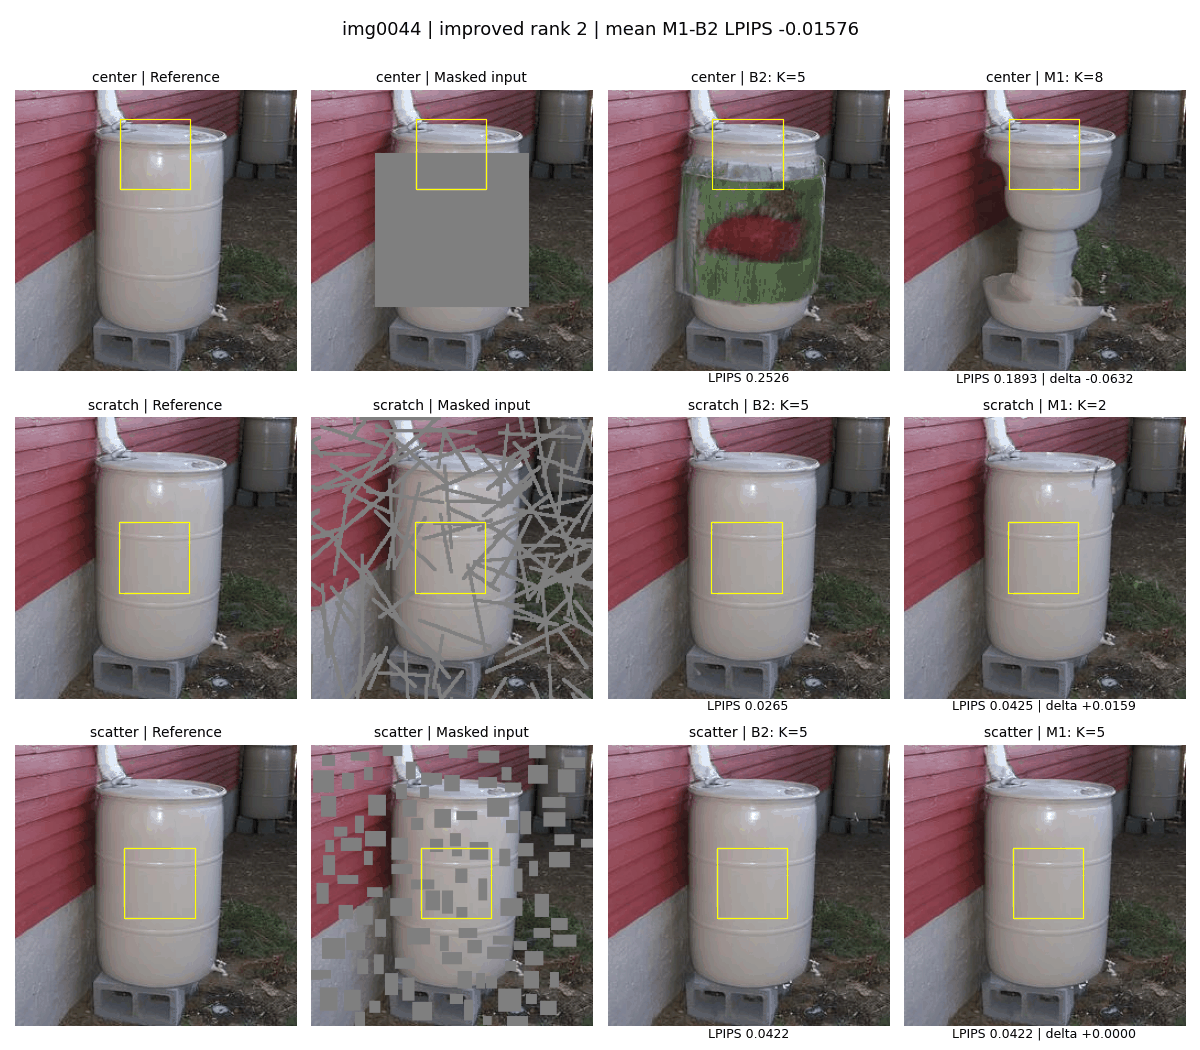 img0044 | improved rank 2 | mean M1-B2 LPIPS -0.01576
center | Reference
center | Masked input
center | B2: K=5
center | M1: K=8
LPIPS 0.2526
LPIPS 0.1893 | delta -0.0632
scratch | Reference
scratch | Masked input
scratch | B2: K=5
scratch | M1: K=2
LPIPS 0.0265
LPIPS 0.0425 | delta +0.0159
scatter | Reference
scatter | Masked input
scatter | B2: K=5
scatter | M1: K=5
LPIPS 0.0422
LPIPS 0.0422 | delta +0.0000